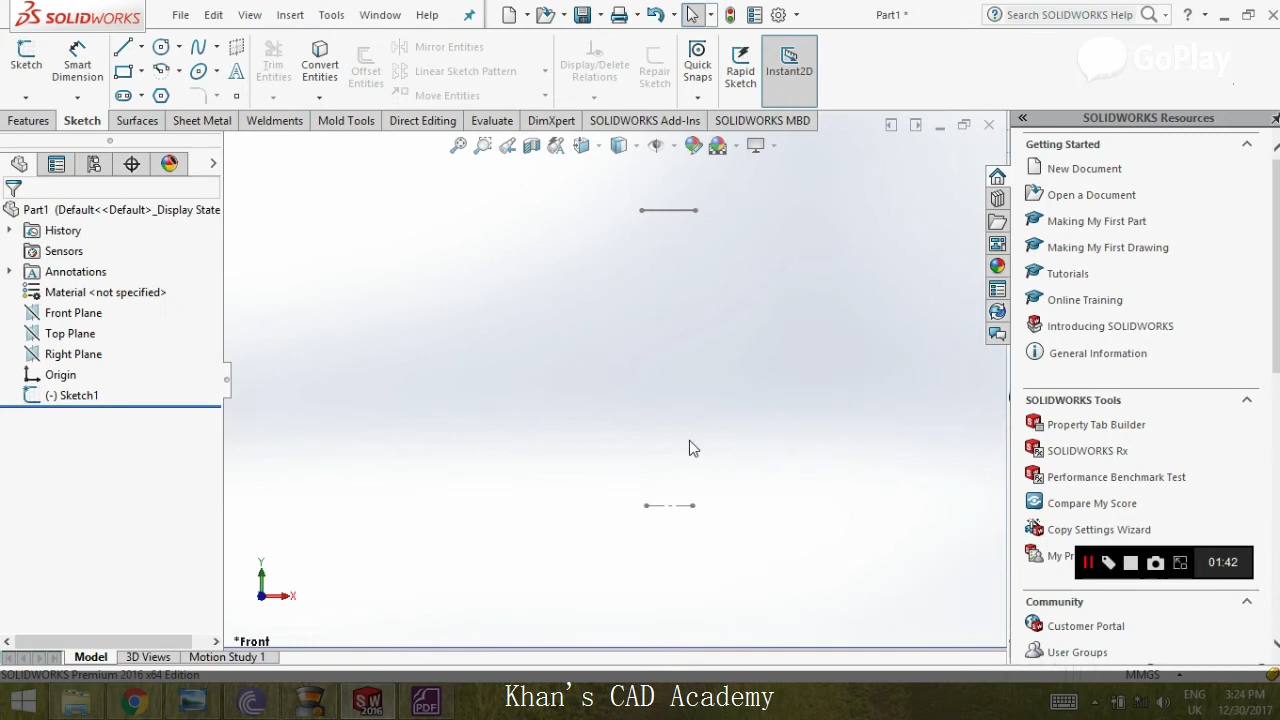 SOLIDWORKS File Edit View Insert Tools Window Help Part1 * Search SOLIDWORKS Help ?
GoPlay
Sketch Smart Dimension Trim Entities Convert Entities Offset Entities Mirror Entities Linear Sketch Pattern Move Entities Display/Delete Relations Repair Sketch Quick Snaps Rapid Sketch Instant2D
Features Sketch Surfaces Sheet Metal Weldments Mold Tools Direct Editing Evaluate DimXpert SOLIDWORKS Add-Ins SOLIDWORKS MBD
SOLIDWORKS Resources
Getting Started
New Document
Open a Document
Making My First Part
Making My First Drawing
Tutorials
Online Training
Introducing SOLIDWORKS
General Information
SOLIDWORKS Tools
Property Tab Builder
SOLIDWORKS Rx
Performance Benchmark Test
Compare My Score
Copy Settings Wizard
My Pr
01:42
Community
Customer Portal
User Groups
Part1 (Default<<Default>_Display State
History
Sensors
Annotations
Material <not specified>
Front Plane
Top Plane
Right Plane
Origin
(-) Sketch1
Y
X
*Front
Model 3D Views Motion Study 1
SOLIDWORKS Premium 2016 x64 Edition MMGS
SW 2016 PDF
Khan's CAD Academy
ENG UK
3:24 PM
12/30/2017